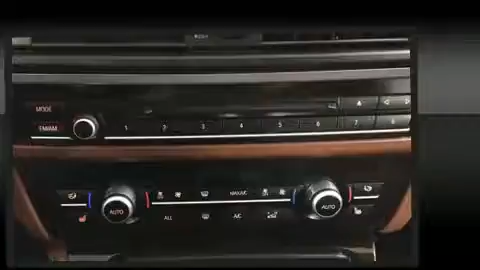 MODE
FM/AM
1 2 3 4 5 6 7 8
MAX A/C
AUTO AUTO
ALL A/C